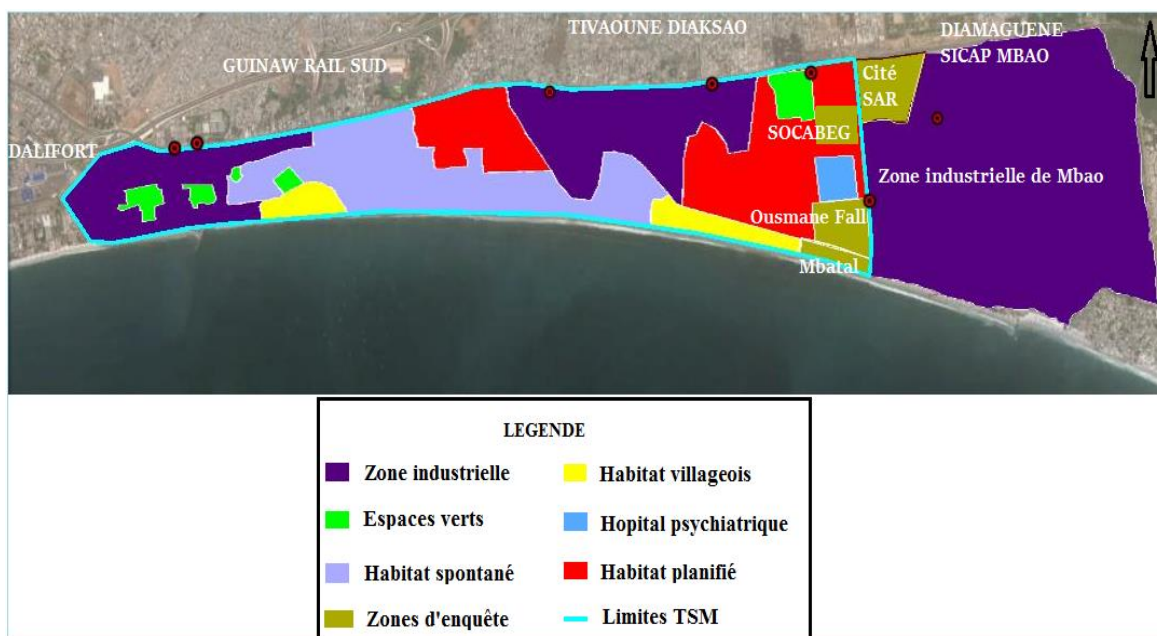 TIVAOUNE DIAKSAO
DIAMAGUENE
SICAP MBAO
GUINAW RAIL SUD
Cité
SAR
SOCABEG
DALIFORT
Zone industrielle de Mbao
Ousmane Fall
Mbatal
LEGENDE
Zone industrielle
Habitat villageois
Espaces verts
Hopital psychiatrique
Habitat spontané
Habitat planifié
Zones d'enquête
Limites TSM